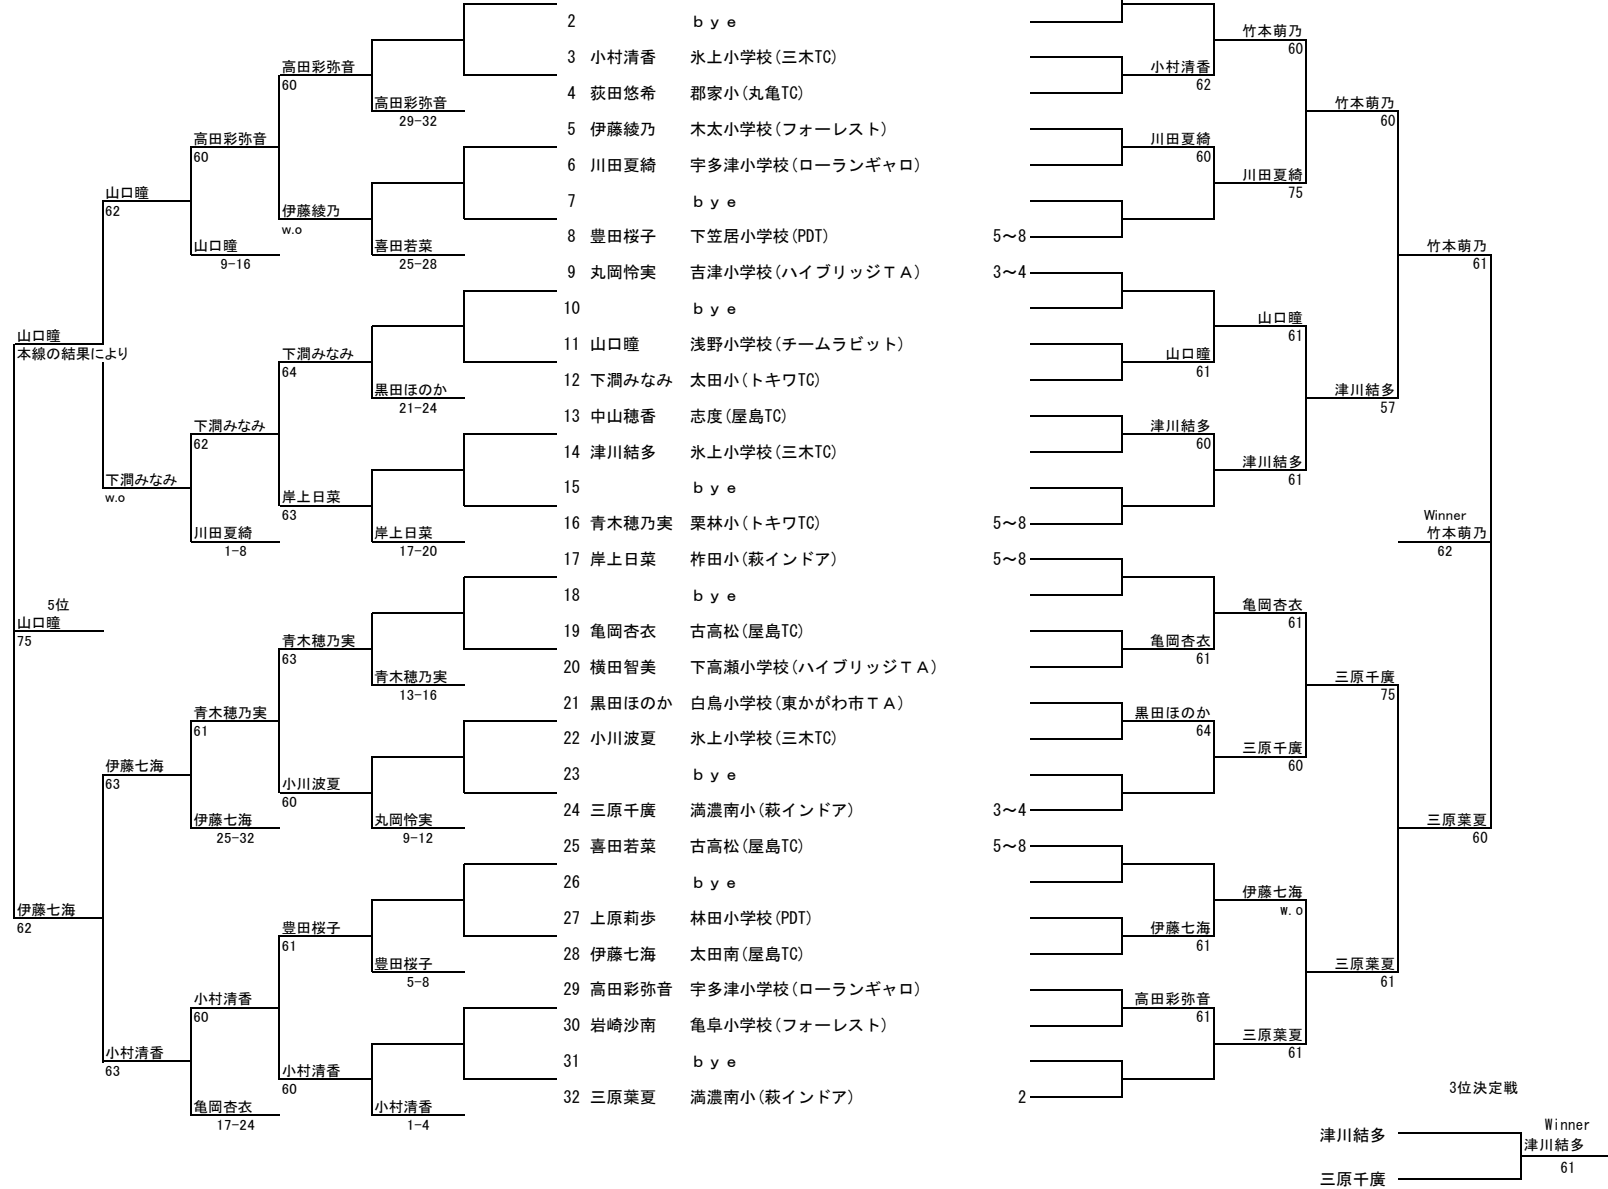 2 ｂｙｅ
竹本萌乃
60
3 小村清香 氷上小学校(三木TC)
高田彩弥音 小村清香
60 62
4 荻田悠希 郡家小(丸亀TC)
高田彩弥音 竹本萌乃
29-32 60
5 伊藤綾乃 木太小学校(フォーレスト)
高田彩弥音 川田夏綺
60 60
6 川田夏綺 宇多津小学校(ローランギャロ)
川田夏綺
75
山口瞳
62
7 ｂｙｅ
伊藤綾乃
w.o
8 豊田桜子 下笠居小学校(PDT) 5～8
山口瞳 喜田若菜 竹本萌乃
9-16 25-28 61
9 丸岡怜実 吉津小学校(ハイブリッジＴＡ) 3～4
10 ｂｙｅ
山口瞳
61
山口瞳
本線の結果により
11 山口瞳 浅野小学校(チームラビット)
下澗みなみ 山口瞳
64 61
12 下澗みなみ 太田小(トキワTC)
黒田ほのか 津川結多
21-24 57
13 中山穂香 志度(屋島TC)
下澗みなみ 津川結多
62 60
14 津川結多 氷上小学校(三木TC)
津川結多
61
下澗みなみ
w.o
15 ｂｙｅ
岸上日菜
63
16 青木穂乃実 栗林小(トキワTC) 5～8
Winner
川田夏綺 岸上日菜 竹本萌乃
1-8 17-20 62
17 岸上日菜 柞田小(萩インドア) 5～8
18 ｂｙｅ
5位
亀岡杏衣
61
山口瞳
75
19 亀岡杏衣 古高松(屋島TC)
青木穂乃実 亀岡杏衣
63 61
20 横田智美 下高瀬小学校(ハイブリッジＴＡ)
青木穂乃実 三原千廣
13-16 75
21 黒田ほのか 白鳥小学校(東かがわ市ＴＡ)
青木穂乃実 黒田ほのか
61 64
22 小川波夏 氷上小学校(三木TC)
三原千廣
60
伊藤七海
63
23 ｂｙｅ
小川波夏
60
24 三原千廣 満濃南小(萩インドア) 3～4
伊藤七海 丸岡怜実 三原葉夏
25-32 9-12 60
25 喜田若菜 古高松(屋島TC) 5～8
26 ｂｙｅ
伊藤七海
w.o
伊藤七海
62
27 上原莉歩 林田小学校(PDT)
豊田桜子 伊藤七海
61 61
28 伊藤七海 太田南(屋島TC)
豊田桜子 三原葉夏
5-8 61
29 高田彩弥音 宇多津小学校(ローランギャロ)
小村清香 高田彩弥音
60 61
30 岩崎沙南 亀阜小学校(フォーレスト)
三原葉夏
61
小村清香
63
31 ｂｙｅ
小村清香
60
32 三原葉夏 満濃南小(萩インドア) 2
亀岡杏衣 小村清香
17-24 1-4
3位決定戦
津川結多
Winner
津川結多
61
三原千廣